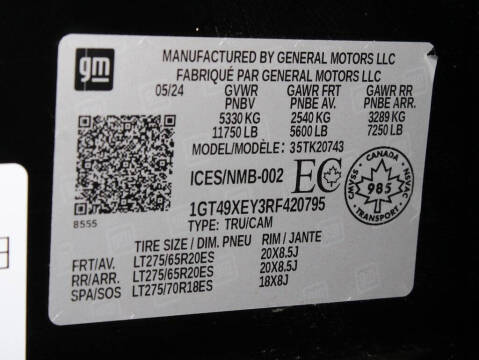 gm
MANUFACTURED BY GENERAL MOTORS LLC
FABRIQUÉ PAR GENERAL MOTORS LLC
05/24 GVWR GAWR FRT GAWR RR
PNBV PNBE AV. PNBE ARR.
5330 KG 2540 KG 3289 KG
11750 LB 5600 LB 7250 LB
MODEL/MODÈLE: 35TK20743
ICES/NMB-002 EC
CANADA
CMVSS NSVAC
985
TRANSPORT
1GT49XEY3RF420795
8555 TYPE: TRU/CAM
TIRE SIZE / DIM. PNEU RIM / JANTE
FRT/AV. LT275/65R20ES 20X8.5J
RR/ARR. LT275/65R20ES 20X8.5J
SPA/SOS LT275/70R18ES 18X8J